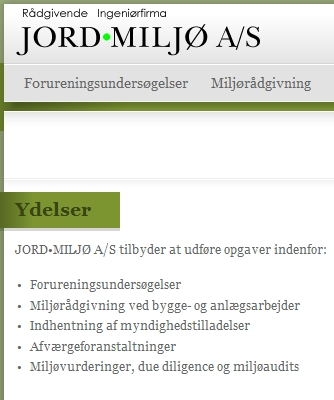 Rådgivende Ingeniørfirma
JORD•MILJØ A/S
Forureningsundersøgelser Miljørådgivning
Ydelser
JORD•MILJØ A/S tilbyder at udføre opgaver indenfor:
• Forureningsundersøgelser
• Miljørådgivning ved bygge- og anlægsarbejder
• Indhentning af myndighedstilladelser
• Afværgeforanstaltninger
• Miljøvurderinger, due diligence og miljøaudits